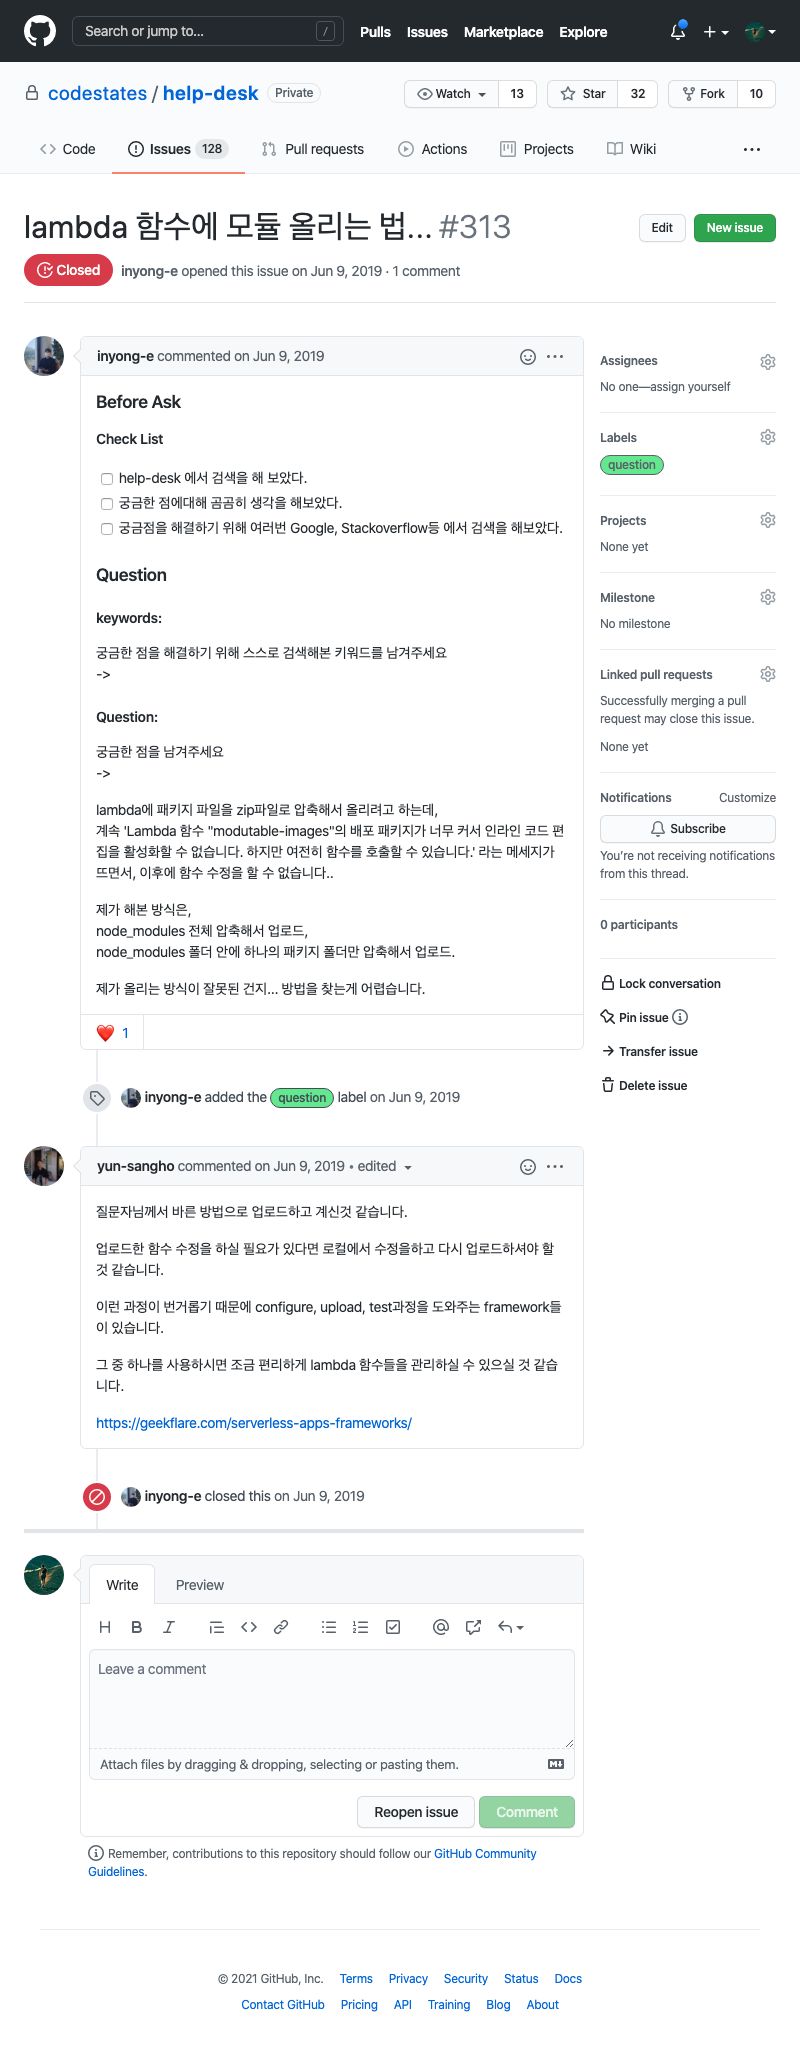 Search or jump to...
/
Pulls Issues Marketplace Explore
codestates / help-desk Private
Watch 13 Star 32 Fork 10
Code Issues 128 Pull requests Actions Projects Wiki
lambda 함수에 모듈 올리는 법... #313
Edit New issue
Closed inyong-e opened this issue on Jun 9, 2019 · 1 comment
inyong-e commented on Jun 9, 2019
Before Ask
Check List
help-desk 에서 검색을 해 보았다.
궁금한 점에대해 곰곰히 생각을 해보았다.
궁금점을 해결하기 위해 여러번 Google, Stackoverflow등 에서 검색을 해보았다.
Question
keywords:
궁금한 점을 해결하기 위해 스스로 검색해본 키워드를 남겨주세요
->
Question:
궁금한 점을 남겨주세요
->
lambda에 패키지 파일을 zip파일로 압축해서 올리려고 하는데,
계속 'Lambda 함수 "modutable-images"의 배포 패키지가 너무 커서 인라인 코드 편
집을 활성화할 수 없습니다. 하지만 여전히 함수를 호출할 수 있습니다.' 라는 메세지가
뜨면서, 이후에 함수 수정을 할 수 없습니다..
제가 해본 방식은,
node_modules 전체 압축해서 업로드,
node_modules 폴더 안에 하나의 패키지 폴더만 압축해서 업로드.
제가 올리는 방식이 잘못된 건지... 방법을 찾는게 어렵습니다.
❤️ 1
inyong-e added the question label on Jun 9, 2019
yun-sangho commented on Jun 9, 2019 • edited
질문자님께서 바른 방법으로 업로드하고 계신것 같습니다.
업로드한 함수 수정을 하실 필요가 있다면 로컬에서 수정을하고 다시 업로드하셔야 할
것 같습니다.
이런 과정이 번거롭기 때문에 configure, upload, test과정을 도와주는 framework들
이 있습니다.
그 중 하나를 사용하시면 조금 편리하게 lambda 함수들을 관리하실 수 있으실 것 같습
니다.
https://geekflare.com/serverless-apps-frameworks/
inyong-e closed this on Jun 9, 2019
Write Preview
Leave a comment
Attach files by dragging & dropping, selecting or pasting them.
Reopen issue Comment
Remember, contributions to this repository should follow our GitHub Community
Guidelines.
Assignees
No one—assign yourself
Labels
question
Projects
None yet
Milestone
No milestone
Linked pull requests
Successfully merging a pull
request may close this issue.
None yet
Notifications Customize
Subscribe
You're not receiving notifications
from this thread.
0 participants
Lock conversation
Pin issue
Transfer issue
Delete issue
© 2021 GitHub, Inc. Terms Privacy Security Status Docs
Contact GitHub Pricing API Training Blog About